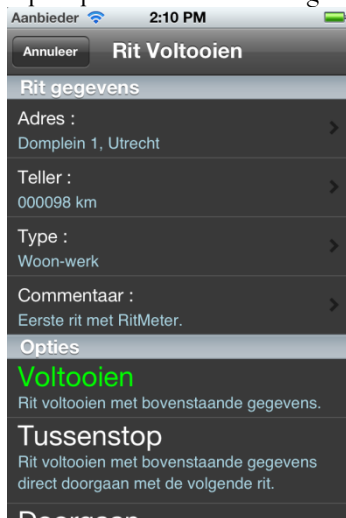 Aanbieder 2:10 PM
Annuleer Rit Voltooien
Rit gegevens
Adres :
Domplein 1, Utrecht
Teller :
000098 km
Type :
Woon-werk
Commentaar :
Eerste rit met RitMeter.
Opties
Voltooien
Rit voltooien met bovenstaande gegevens.
Tussenstop
Rit voltooien met bovenstaande gegevens
direct doorgaan met de volgende rit.